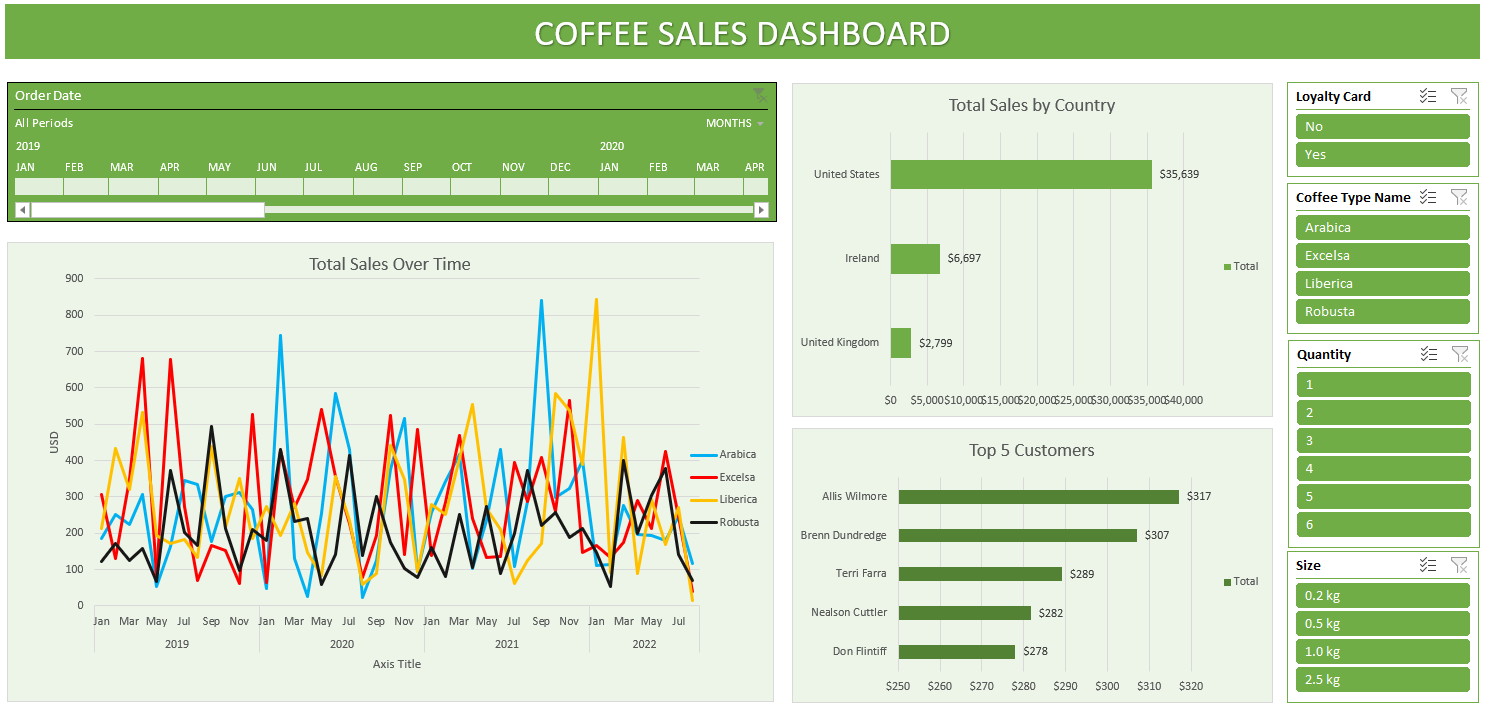 COFFEE SALES DASHBOARD
Order Date
All Periods
MONTHS
2019 2020
JAN FEB MAR APR MAY JUN JUL AUG SEP OCT NOV DEC JAN FEB MAR APR
Total Sales Over Time
900
800
700
600
500
400
300
200
100
0
USD
Jan Mar May Jul Sep Nov Jan Mar May Jul Sep Nov Jan Mar May Jul Sep Nov Jan Mar May Jul
2019 2020 2021 2022
Axis Title
Arabica
Excelsa
Liberica
Robusta
Total Sales by Country
United States $35,639
Ireland $6,697
United Kingdom $2,799
$0 $5,000 $10,000 $15,000 $20,000 $25,000 $30,000 $35,000 $40,000
Total
Top 5 Customers
Allis Wilmore $317
Brenn Dundredge $307
Terri Farra $289
Nealson Cuttler $282
Don Flintiff $278
$250 $260 $270 $280 $290 $300 $310 $320
Total
Loyalty Card
No
Yes
Coffee Type Name
Arabica
Excelsa
Liberica
Robusta
Quantity
1
2
3
4
5
6
Size
0.2 kg
0.5 kg
1.0 kg
2.5 kg